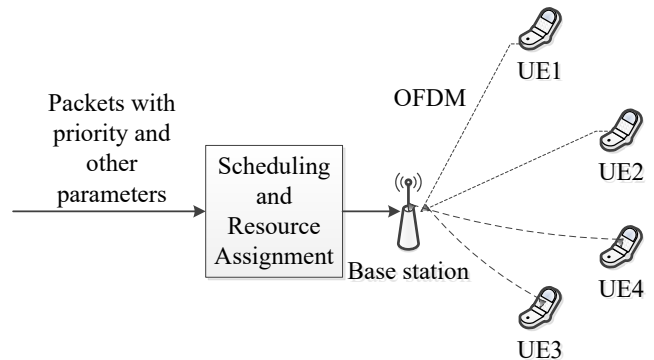 Packets with
priority and
other
parameters
Scheduling
and
Resource
Assignment
Base station
OFDM
UE1
UE2
UE4
UE3